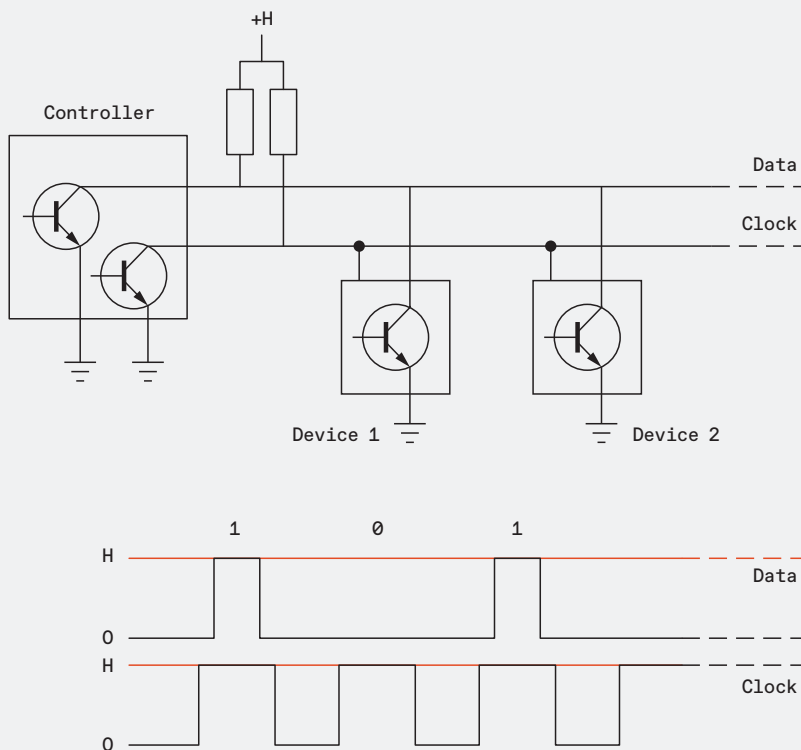 +H
Controller
Data
Clock
Device 1
Device 2
1 0 1
H
Data
O
H
Clock
O